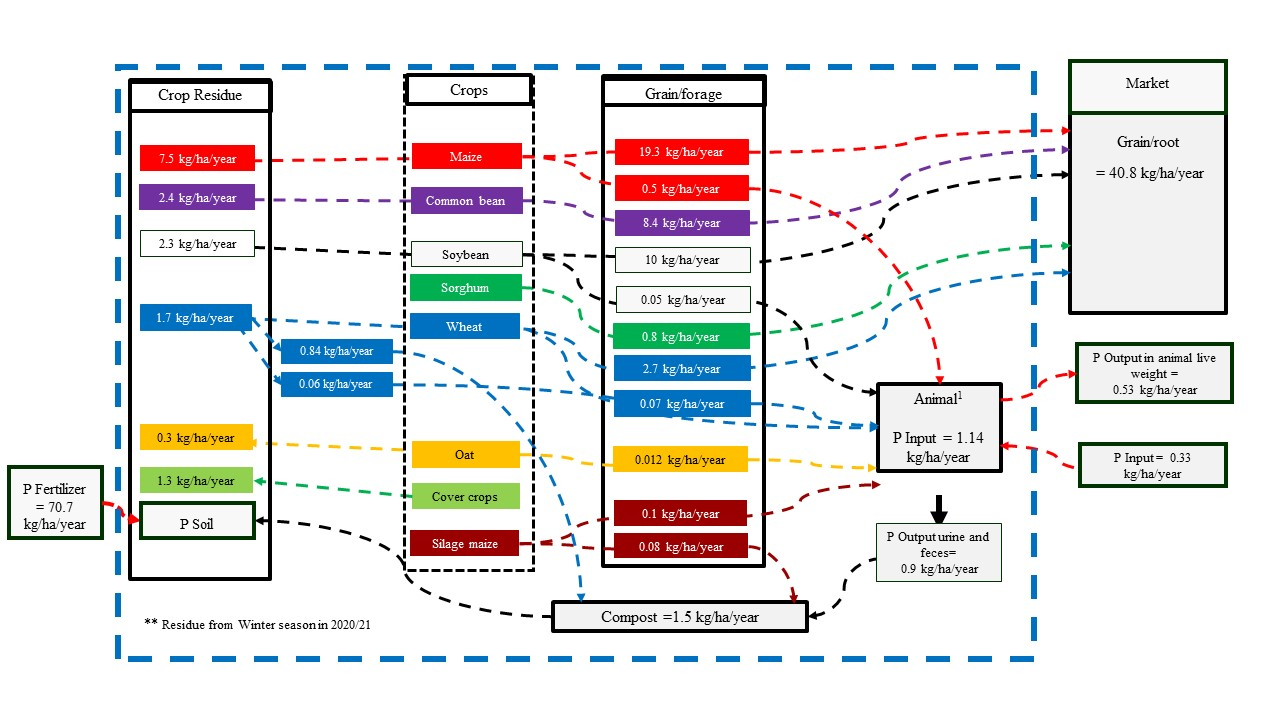 Crop Residue
7.5 kg/ha/year
2.4 kg/ha/year
2.3 kg/ha/year
1.7 kg/ha/year
0.84 kg/ha/year
0.06 kg/ha/year
0.3 kg/ha/year
1.3 kg/ha/year
P Soil
P Fertilizer
= 70.7
kg/ha/year
Crops
Maize
Common bean
Soybean
Sorghum
Wheat
Oat
Cover crops
Silage maize
Grain/forage
19.3 kg/ha/year
0.5 kg/ha/year
8.4 kg/ha/year
10 kg/ha/year
0.05 kg/ha/year
0.8 kg/ha/year
2.7 kg/ha/year
0.07 kg/ha/year
0.012 kg/ha/year
0.1 kg/ha/year
0.08 kg/ha/year
Market
Grain/root
= 40.8 kg/ha/year
P Output in animal live
weight =
0.53 kg/ha/year
Animal¹
P Input = 1.14
kg/ha/year
P Input = 0.33
kg/ha/year
P Output urine and
feces=
0.9 kg/ha/year
Compost =1.5 kg/ha/year
** Residue from Winter season in 2020/21